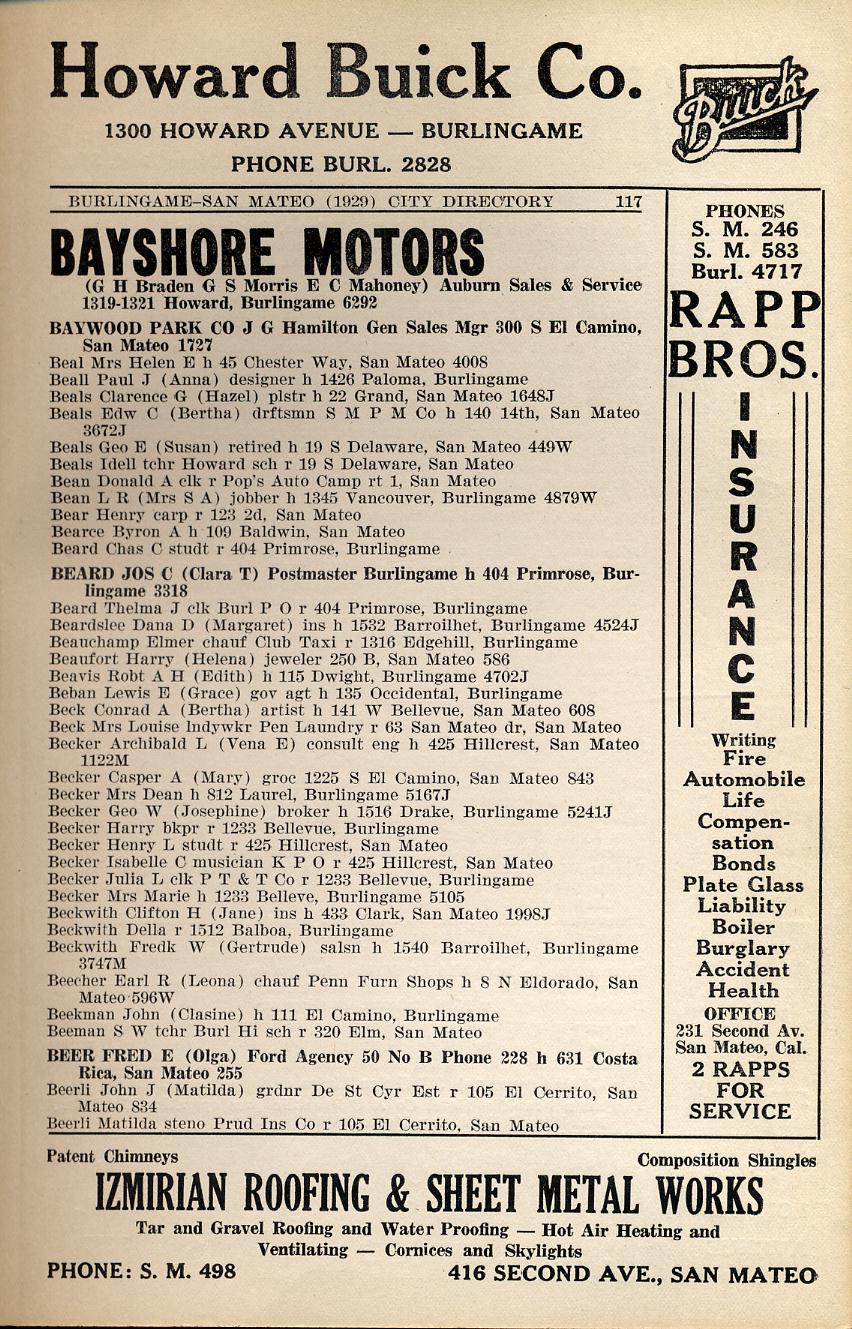 Howard Buick Co.
Buick
1300 HOWARD AVENUE — BURLINGAME
PHONE BURL. 2828
BURLINGAME-SAN MATEO (1929) CITY DIRECTORY 117
BAYSHORE MOTORS
(G H Braden G S Morris E C Mahoney) Auburn Sales & Service
1319-1321 Howard, Burlingame 6292
BAYWOOD PARK CO J G Hamilton Gen Sales Mgr 300 S El Camino,
San Mateo 1727
Beal Mrs Helen E h 45 Chester Way, San Mateo 4008
Beall Paul J (Anna) designer h 1426 Paloma, Burlingame
Beals Clarence G (Hazel) plstr h 22 Grand, San Mateo 1648J
Beals Edw C (Bertha) drftsmn S M P M Co h 140 14th, San Mateo
3672J
Beals Geo E (Susan) retired h 19 S Delaware, San Mateo 449W
Beals Idell tchr Howard sch r 19 S Delaware, San Mateo
Bean Donald A clk r Pop's Auto Camp rt 1, San Mateo
Bean L R (Mrs S A) jobber h 1345 Vancouver, Burlingame 4879W
Bear Henry carp r 123 2d, San Mateo
Bearce Byron A h 109 Baldwin, San Mateo
Beard Chas C studt r 404 Primrose, Burlingame
BEARD JOS C (Clara T) Postmaster Burlingame h 404 Primrose, Bur-
lingame 3318
Beard Thelma J clk Burl P O r 404 Primrose, Burlingame
Beardslee Dana D (Margaret) ins h 1532 Barroilhet, Burlingame 4524J
Beauchamp Elmer chauf Club Taxi r 1316 Edgehill, Burlingame
Beaufort Harry (Helena) jeweler 250 B, San Mateo 586
Beavis Robt A H (Edith) h 115 Dwight, Burlingame 4702J
Beban Lewis E (Grace) gov agt h 135 Occidental, Burlingame
Beck Conrad A (Bertha) artist h 141 W Bellevue, San Mateo 608
Beck Mrs Louise lndywkr Pen Laundry r 63 San Mateo dr, San Mateo
Becker Archibald L (Vena E) consult eng h 425 Hillcrest, San Mateo
1122M
Becker Casper A (Mary) groc 1225 S El Camino, San Mateo 843
Becker Mrs Dean h 812 Laurel, Burlingame 5167J
Becker Geo W (Josephine) broker h 1516 Drake, Burlingame 5241J
Becker Harry bkpr r 1233 Bellevue, Burlingame
Becker Henry L studt r 425 Hillcrest, San Mateo
Becker Isabelle C musician K P O r 425 Hillcrest, San Mateo
Becker Julia L clk P T & T Co r 1233 Bellevue, Burlingame
Becker Mrs Marie h 1233 Belleve, Burlingame 5105
Beckwith Clifton H (Jane) ins h 433 Clark, San Mateo 1998J
Beckwith Della r 1512 Balboa, Burlingame
Beckwith Fredk W (Gertrude) salsn h 1540 Barroilhet, Burlingame
3747M
Beecher Earl R (Leona) chauf Penn Furn Shops h 8 N Eldorado, San
Mateo 596W
Beekman John (Clasine) h 111 El Camino, Burlingame
Beeman S W tchr Burl Hi sch r 320 Elm, San Mateo
BEER FRED E (Olga) Ford Agency 50 No B Phone 228 h 631 Costa
Rica, San Mateo 255
Beerli John J (Matilda) grdnr De St Cyr Est r 105 El Cerrito, San
Mateo 834
Beerli Matilda steno Prud Ins Co r 105 El Cerrito, San Mateo
PHONES
S. M. 246
S. M. 583
Burl. 4717
RAPP
BROS.
I
N
S
U
R
A
N
C
E
Writing
Fire
Automobile
Life
Compen-
sation
Bonds
Plate Glass
Liability
Boiler
Burglary
Accident
Health
OFFICE
231 Second Av.
San Mateo, Cal.
2 RAPPS
FOR
SERVICE
Patent Chimneys Composition Shingles
IZMIRIAN ROOFING & SHEET METAL WORKS
Tar and Gravel Roofing and Water Proofing — Hot Air Heating and
Ventilating — Cornices and Skylights
PHONE: S. M. 498 416 SECOND AVE., SAN MATEO